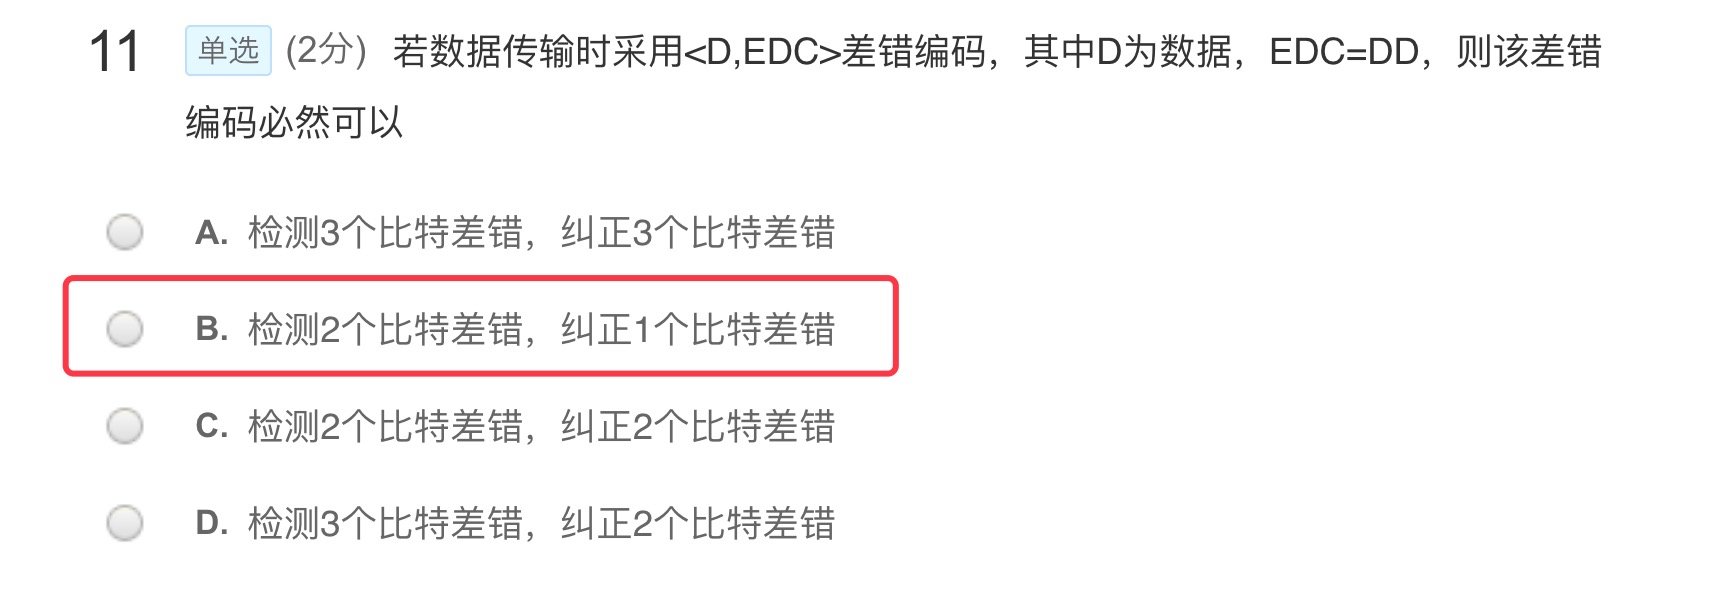 11 单选 (2分) 若数据传输时采用<D,EDC>差错编码，其中D为数据，EDC=DD，则该差错
编码必然可以
A. 检测3个比特差错，纠正3个比特差错
B. 检测2个比特差错，纠正1个比特差错
C. 检测2个比特差错，纠正2个比特差错
D. 检测3个比特差错，纠正2个比特差错